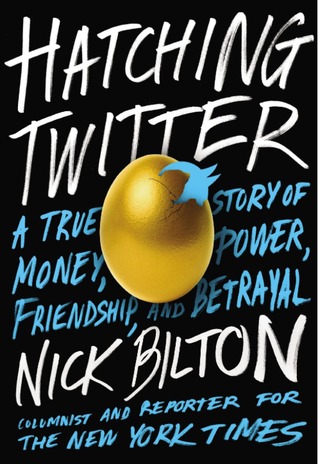 HATCHING
TWITTER
A TRUE STORY OF
MONEY, POWER,
FRIENDSHIP, AND BETRAYAL
NICK BILTON
COLUMNIST AND REPORTER FOR
THE NEW YORK TIMES